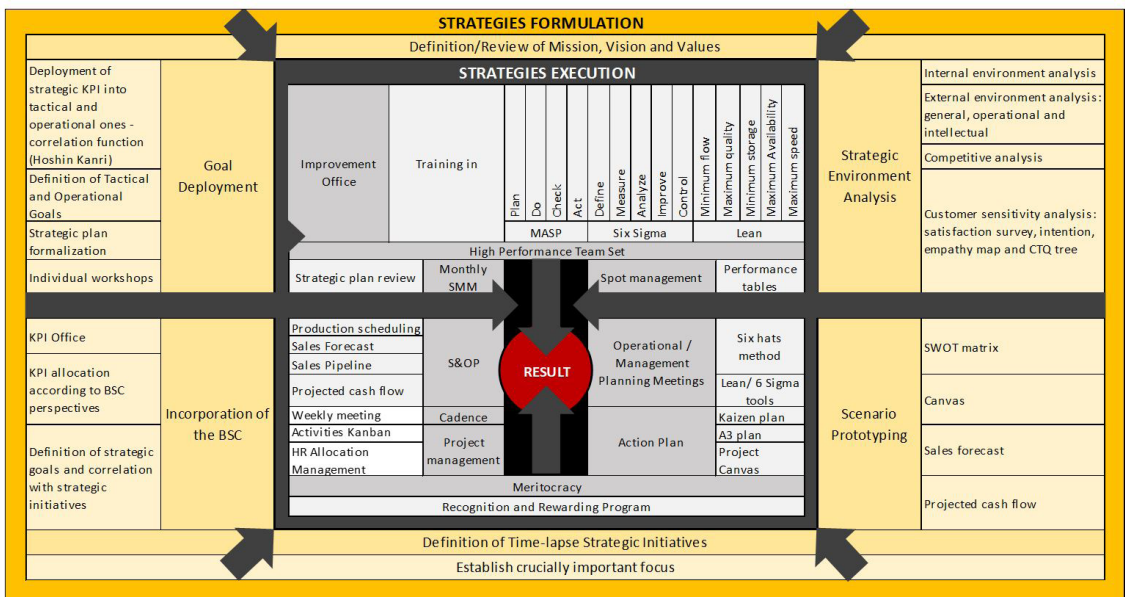 STRATEGIES FORMULATION
Definition/Review of Mission, Vision and Values
Deployment of
strategic KPI into
tactical and
operational ones -
correlation function
(Hoshin Kanri)
Definition of Tactical
and Operational
Goals
Strategic plan
formalization
Individual workshops
Goal
Deployment
STRATEGIES EXECUTION
Improvement
Office
Training in
Plan
Do
Check
Act
Define
Measure
Analyze
Improve
Control
Minimum flow
Maximum quality
Minimum storage
Maximum Availability
Maximum speed
MASP
Six Sigma
Lean
High Performance Team Set
Strategic plan review
Monthly
SMM
Spot management
Performance
tables
Strategic
Environment
Analysis
Internal environment analysis
External environment analysis:
general, operational and
intellectual
Competitive analysis
Customer sensitivity analysis:
satisfaction survey, intention,
empathy map and CTQ tree
KPI Office
KPI allocation
according to BSC
perspectives
Definition of strategic
goals and correlation
with strategic
initiatives
Incorporation of
the BSC
Production scheduling
Sales Forecast
Sales Pipeline
Projected cash flow
S&OP
Weekly meeting
Cadence
Activities Kanban
HR Allocation
Management
Project
management
RESULT
Operational /
Management
Planning Meetings
Six hats
method
Lean/ 6 Sigma
tools
Action Plan
Kaizen plan
A3 plan
Project
Canvas
Meritocracy
Recognition and Rewarding Program
Scenario
Prototyping
SWOT matrix
Canvas
Sales forecast
Projected cash flow
Definition of Time-lapse Strategic Initiatives
Establish crucially important focus